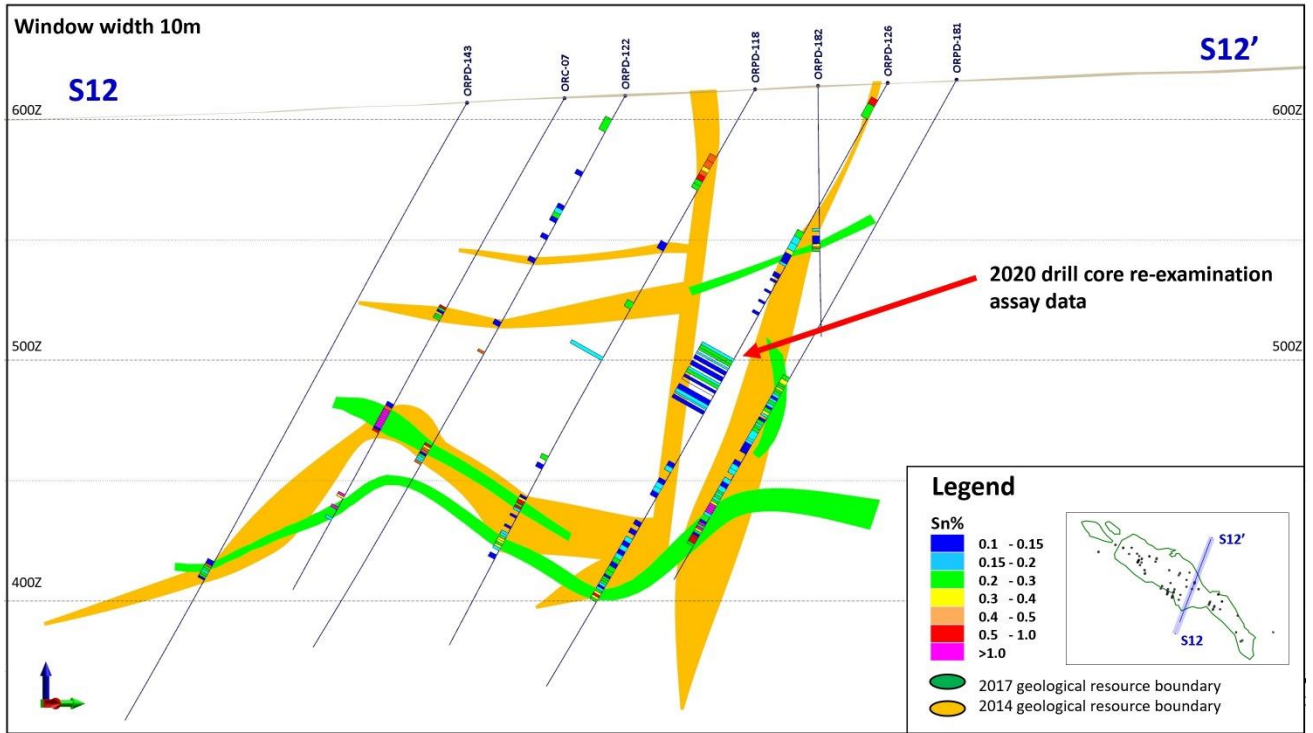 Window width 10m
S12
S12'
ORPD-143
ORC-07
ORPD-122
ORPD-118
ORPD-182
ORPD-126
ORPD-181
600Z
600Z
2020 drill core re-examination
assay data
500Z
500Z
400Z
400Z
Legend
Sn%
0.1 - 0.15
0.15 - 0.2
0.2 - 0.3
0.3 - 0.4
0.4 - 0.5
0.5 - 1.0
>1.0
2017 geological resource boundary
2014 geological resource boundary
S12'
S12